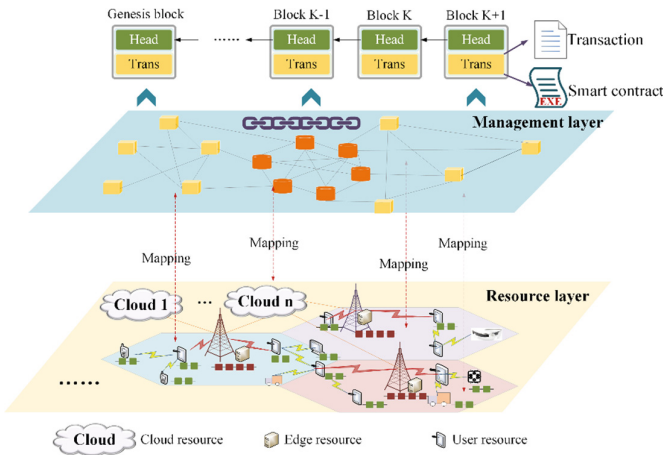 Genesis block
Block K-1
Block K
Block K+1
Head
......
Head
Head
Head
Trans
Trans
Trans
Trans
Transaction
Smart contract
EXE
Management layer
Mapping
Mapping
Mapping
Mapping
Cloud 1
...
Cloud n
Resource layer
......
Cloud
Cloud resource
Edge resource
User resource